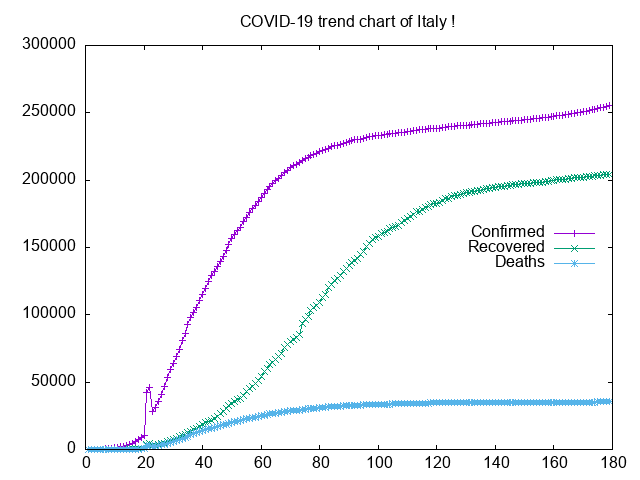 COVID-19 trend chart of Italy !
300000
250000
200000
150000
100000
50000
0
Confirmed
Recovered
Deaths
0 20 40 60 80 100 120 140 160 180